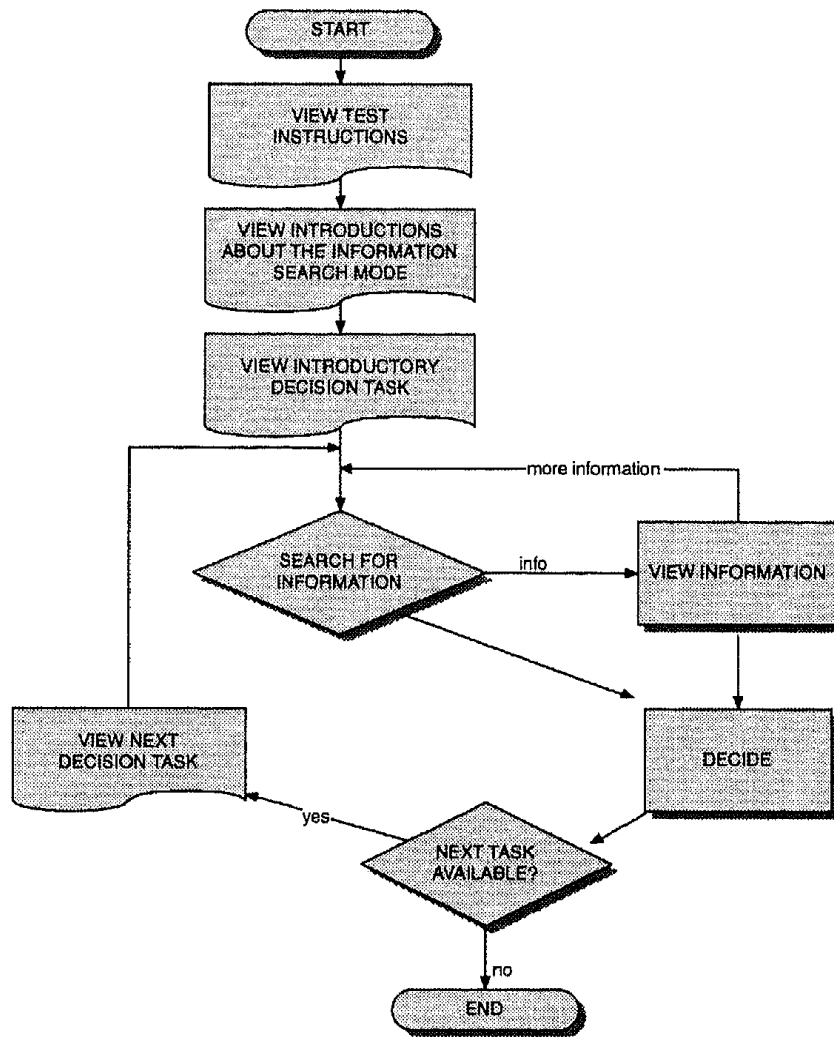 START
VIEW TEST
INSTRUCTIONS
VIEW INTRODUCTIONS
ABOUT THE INFORMATION
SEARCH MODE
VIEW INTRODUCTORY
DECISION TASK
more information
SEARCH FOR
INFORMATION
info
VIEW INFORMATION
VIEW NEXT
DECISION TASK
DECIDE
yes
NEXT TASK
AVAILABLE?
no
END